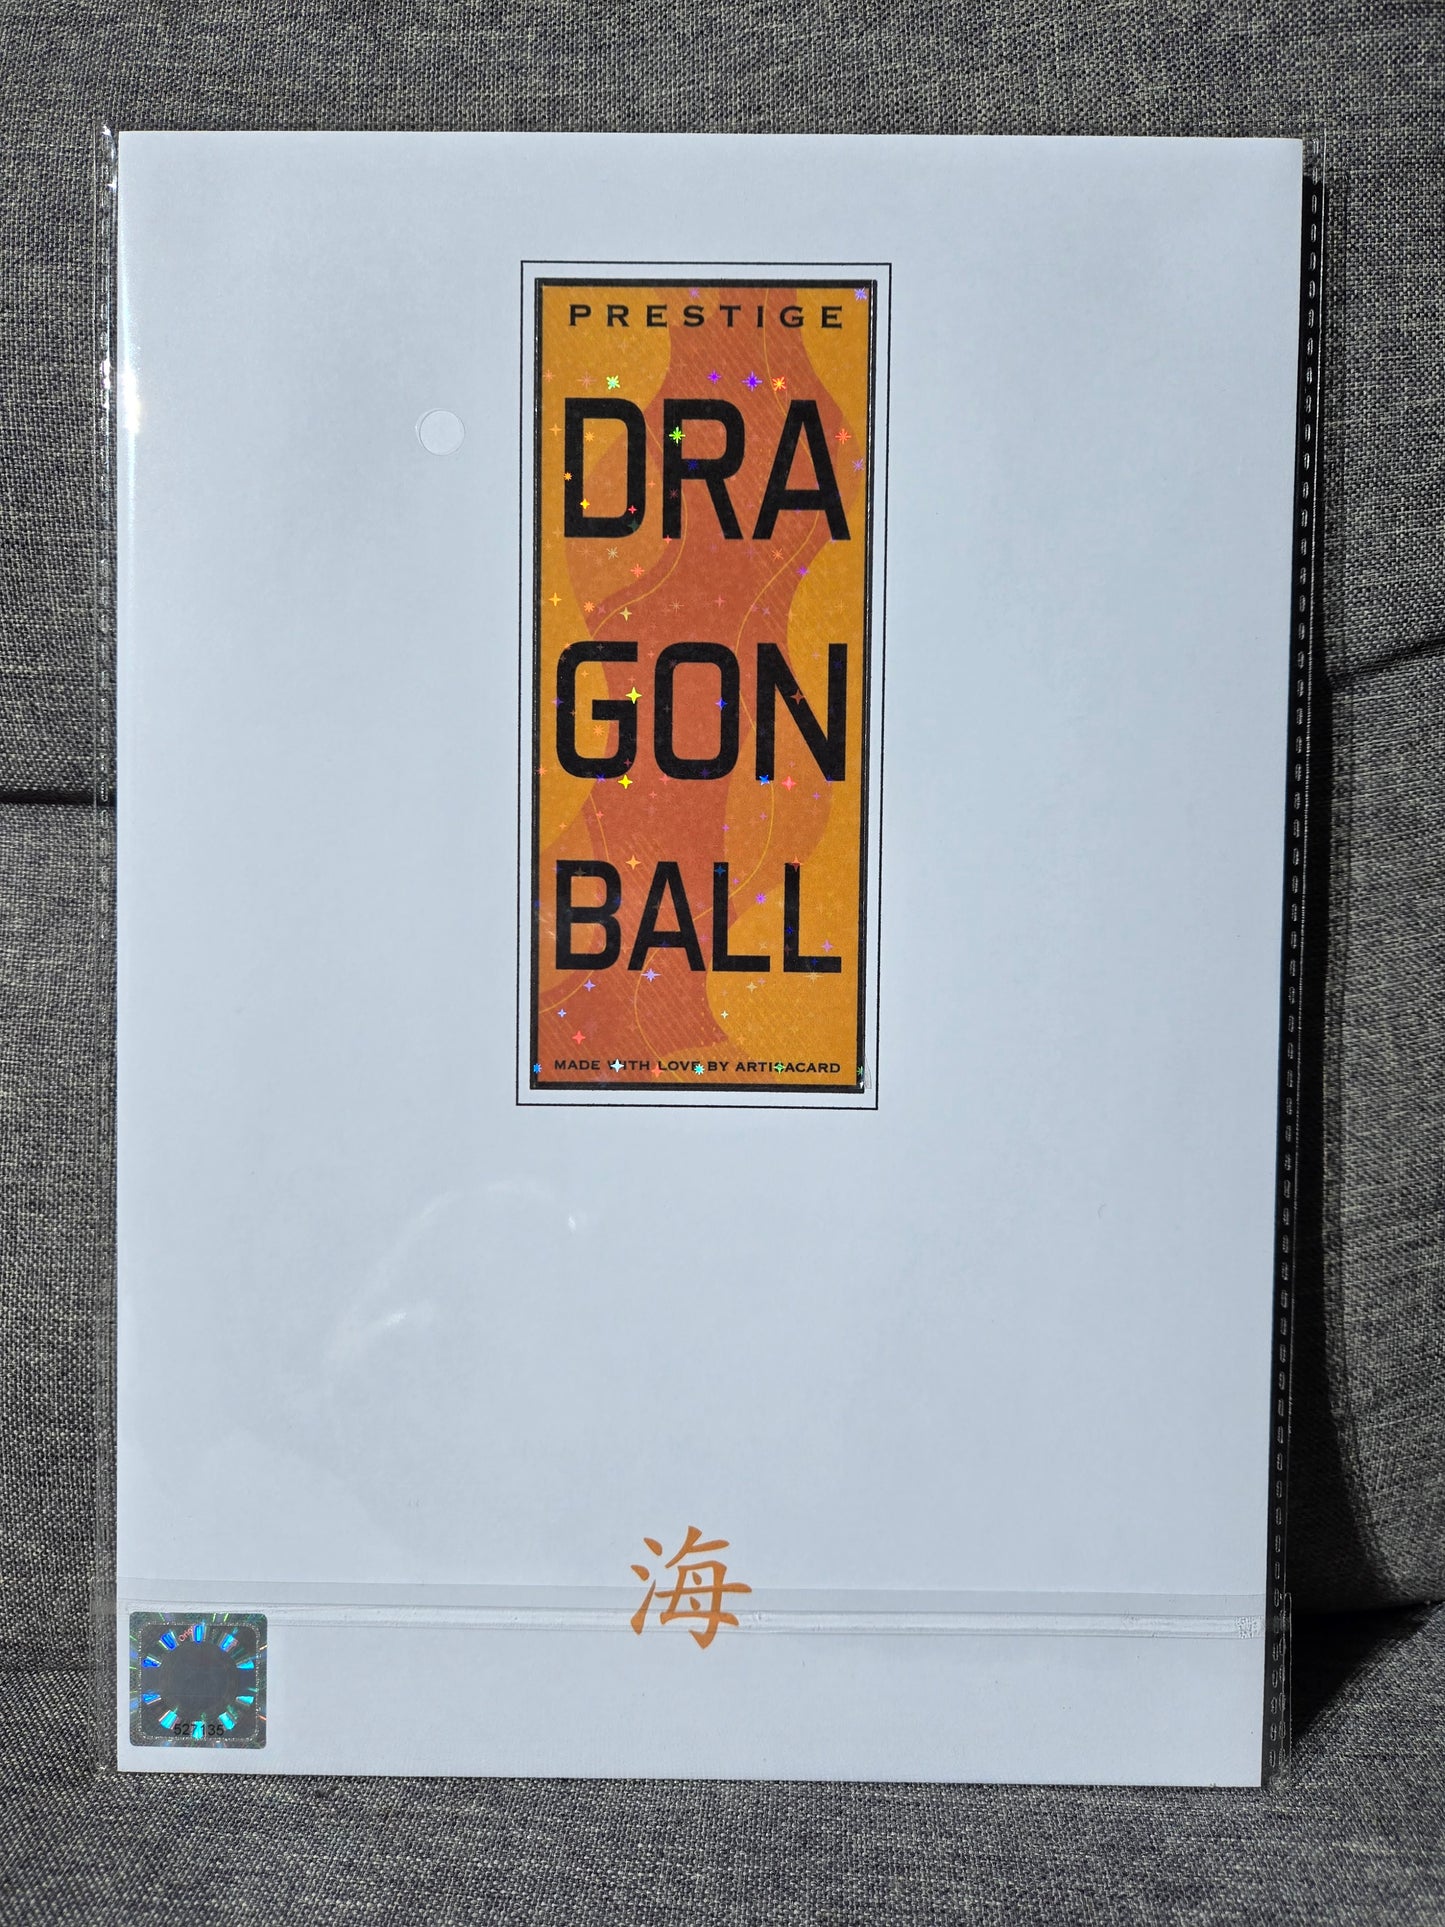 PRESTIGE
DRA
GON
BALL
MADE WITH LOVE BY ARTISACARD
海
527135